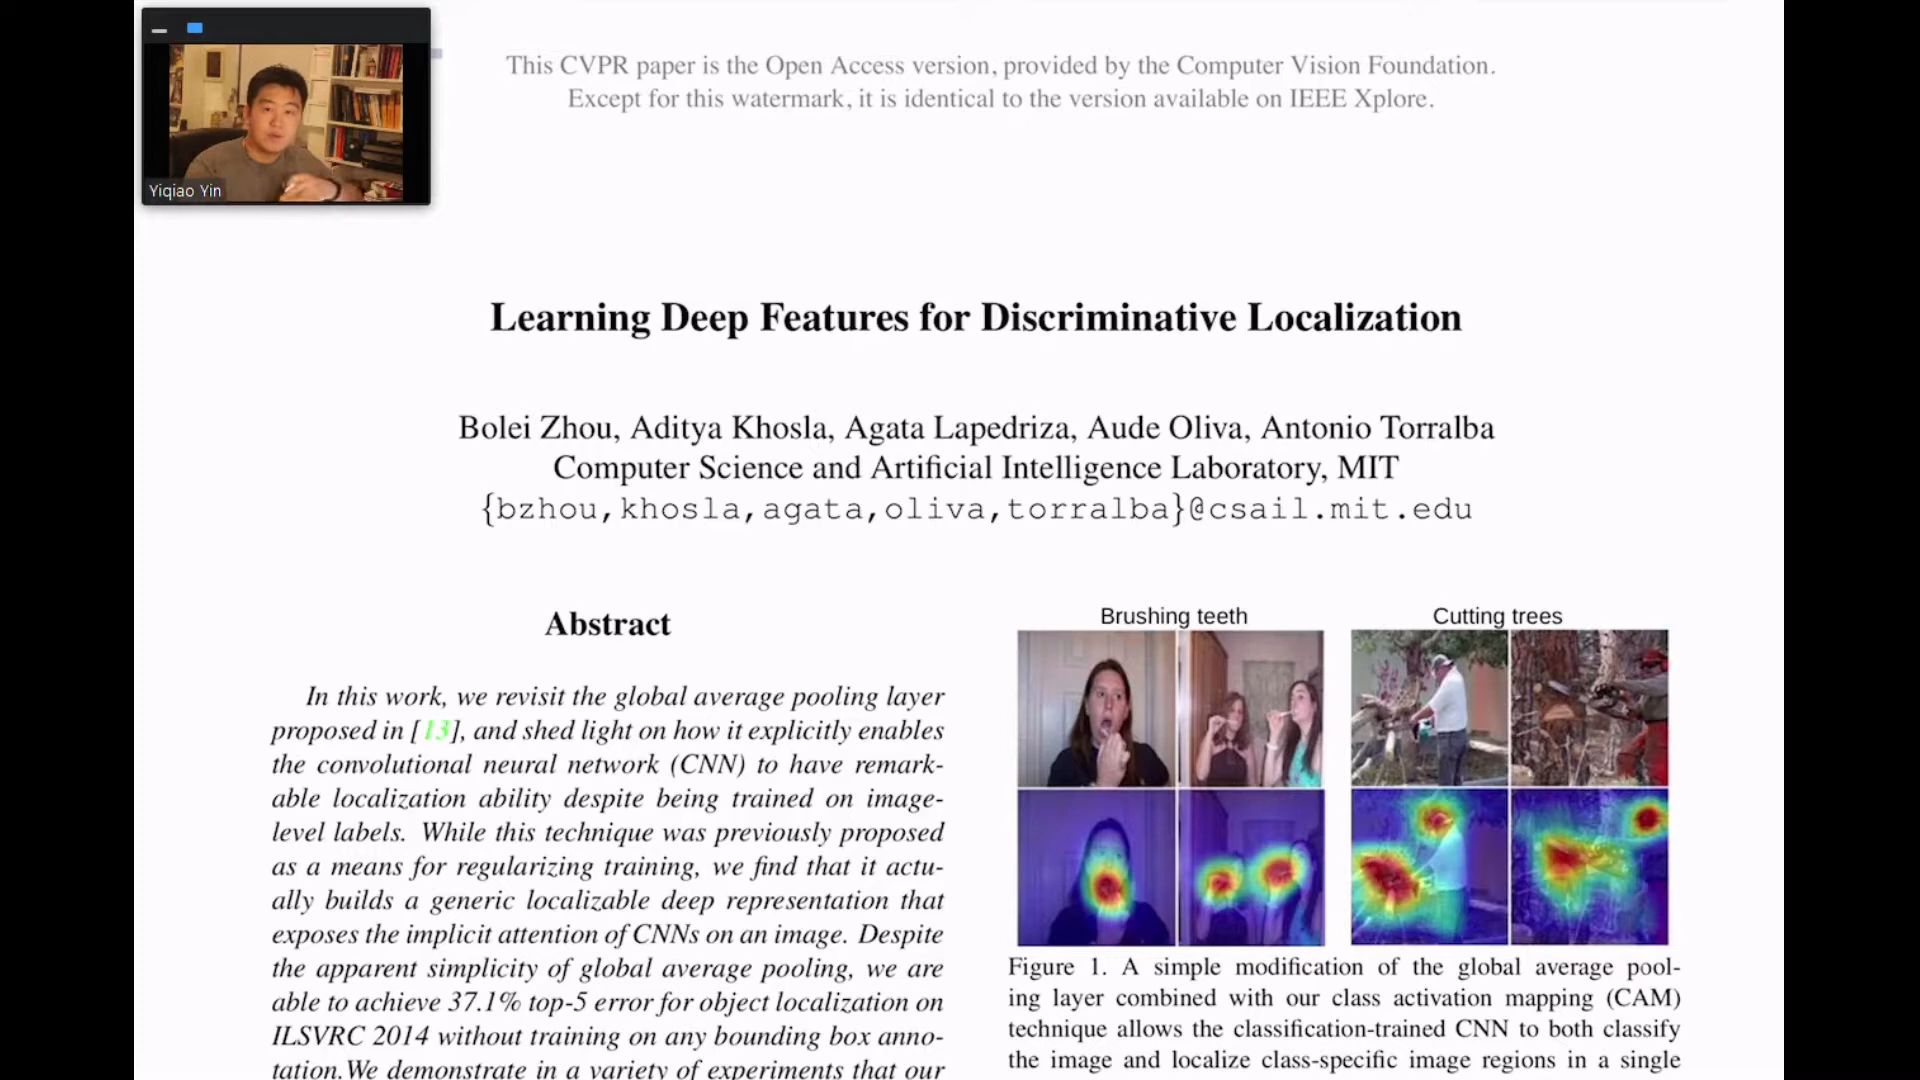 Yiqiao Yin
This CVPR paper is the Open Access version, provided by the Computer Vision Foundation.
Except for this watermark, it is identical to the version available on IEEE Xplore.
Learning Deep Features for Discriminative Localization
Bolei Zhou, Aditya Khosla, Agata Lapedriza, Aude Oliva, Antonio Torralba
Computer Science and Artificial Intelligence Laboratory, MIT
{bzhou,khosla,agata,oliva,torralba}@csail.mit.edu
Abstract
In this work, we revisit the global average pooling layer
proposed in [13], and shed light on how it explicitly enables
the convolutional neural network (CNN) to have remark-
able localization ability despite being trained on image-
level labels. While this technique was previously proposed
as a means for regularizing training, we find that it actu-
ally builds a generic localizable deep representation that
exposes the implicit attention of CNNs on an image. Despite
the apparent simplicity of global average pooling, we are
able to achieve 37.1% top-5 error for object localization on
ILSVRC 2014 without training on any bounding box anno-
tation.We demonstrate in a variety of experiments that our
Brushing teeth
Cutting trees
Figure 1. A simple modification of the global average pool-
ing layer combined with our class activation mapping (CAM)
technique allows the classification-trained CNN to both classify
the image and localize class-specific image regions in a single